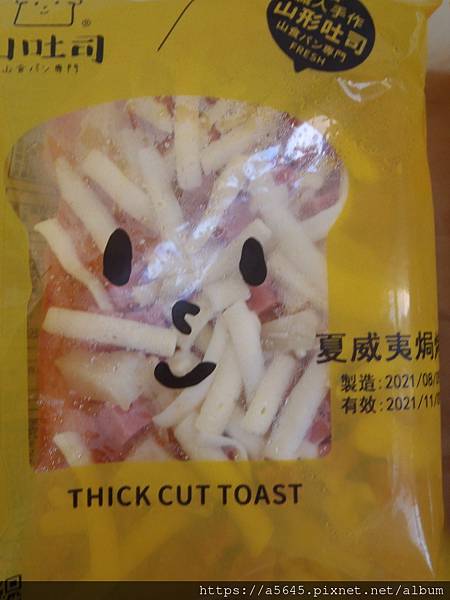 山吐司
山食パン専門
職人手作
山形吐司
山食パン専門
FRESH
夏威夷焗烤
製造:2021/08/
有效:2021/11/
THICK CUT TOAST
https://a5645.pixnet.net/album